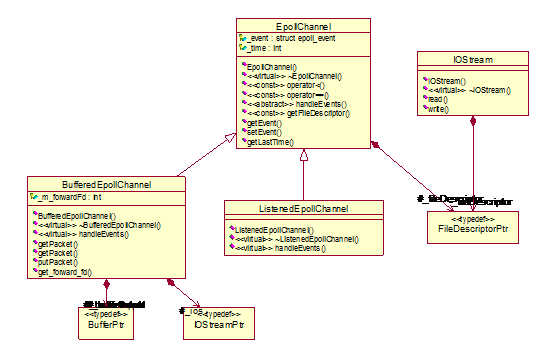 EpollChannel
_event : struct epoll_event
_time : int
EpollChannel()
<<virtual>> ~EpollChannel()
<<const>> operator<()
<<const>> operator==()
<<abstract>> handleEvents()
<<const>> getFileDescriptor()
getEvent()
setEvent()
getLastTime()
IOStream
IOStream()
<<virtual>> ~IOStream()
read()
write()
BufferedEpollChannel
_m_forwardFd : int
BufferedEpollChannel()
<<virtual>> ~BufferedEpollChannel()
<<virtual>> handleEvents()
getPacket()
getPacket()
putPacket()
get_forward_fd()
ListenedEpollChannel
ListenedEpollChannel()
<<virtual>> ~ListenedEpollChannel()
<<virtual>> handleEvents()
#_fileDescriptor
<<typedef>>
FileDescriptorPtr
<<typedef>>
BufferPtr
#_ios
<<typedef>>
IOStreamPtr